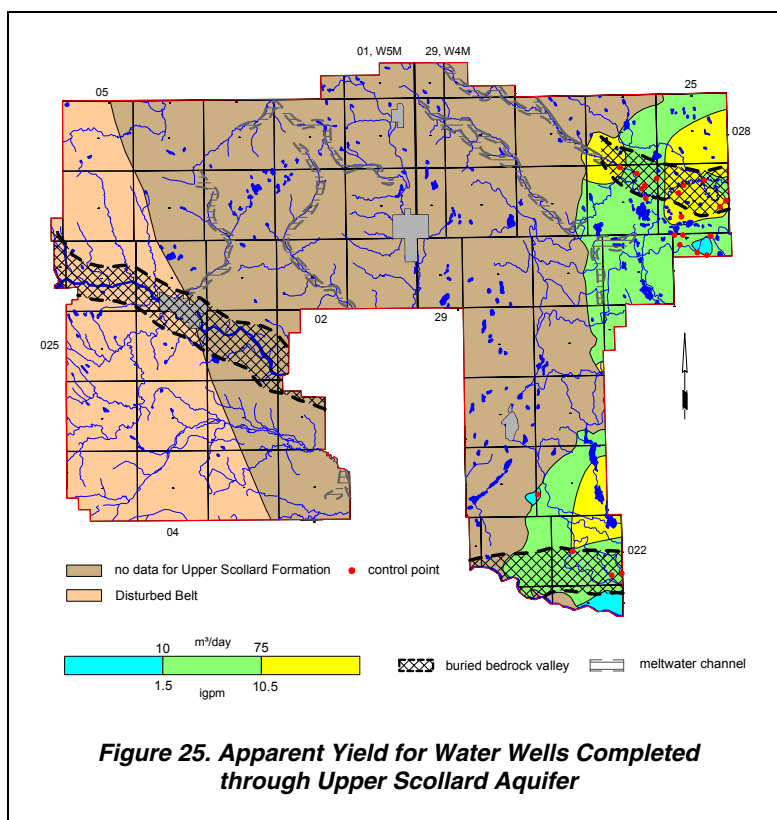 01, W5M 29, W4M
05
25
028
025
02
29
022
04
no data for Upper Scollard Formation
control point
Disturbed Belt
10 m³/day 75
1.5 igpm 10.5
buried bedrock valley
meltwater channel
Figure 25. Apparent Yield for Water Wells Completed
through Upper Scollard Aquifer